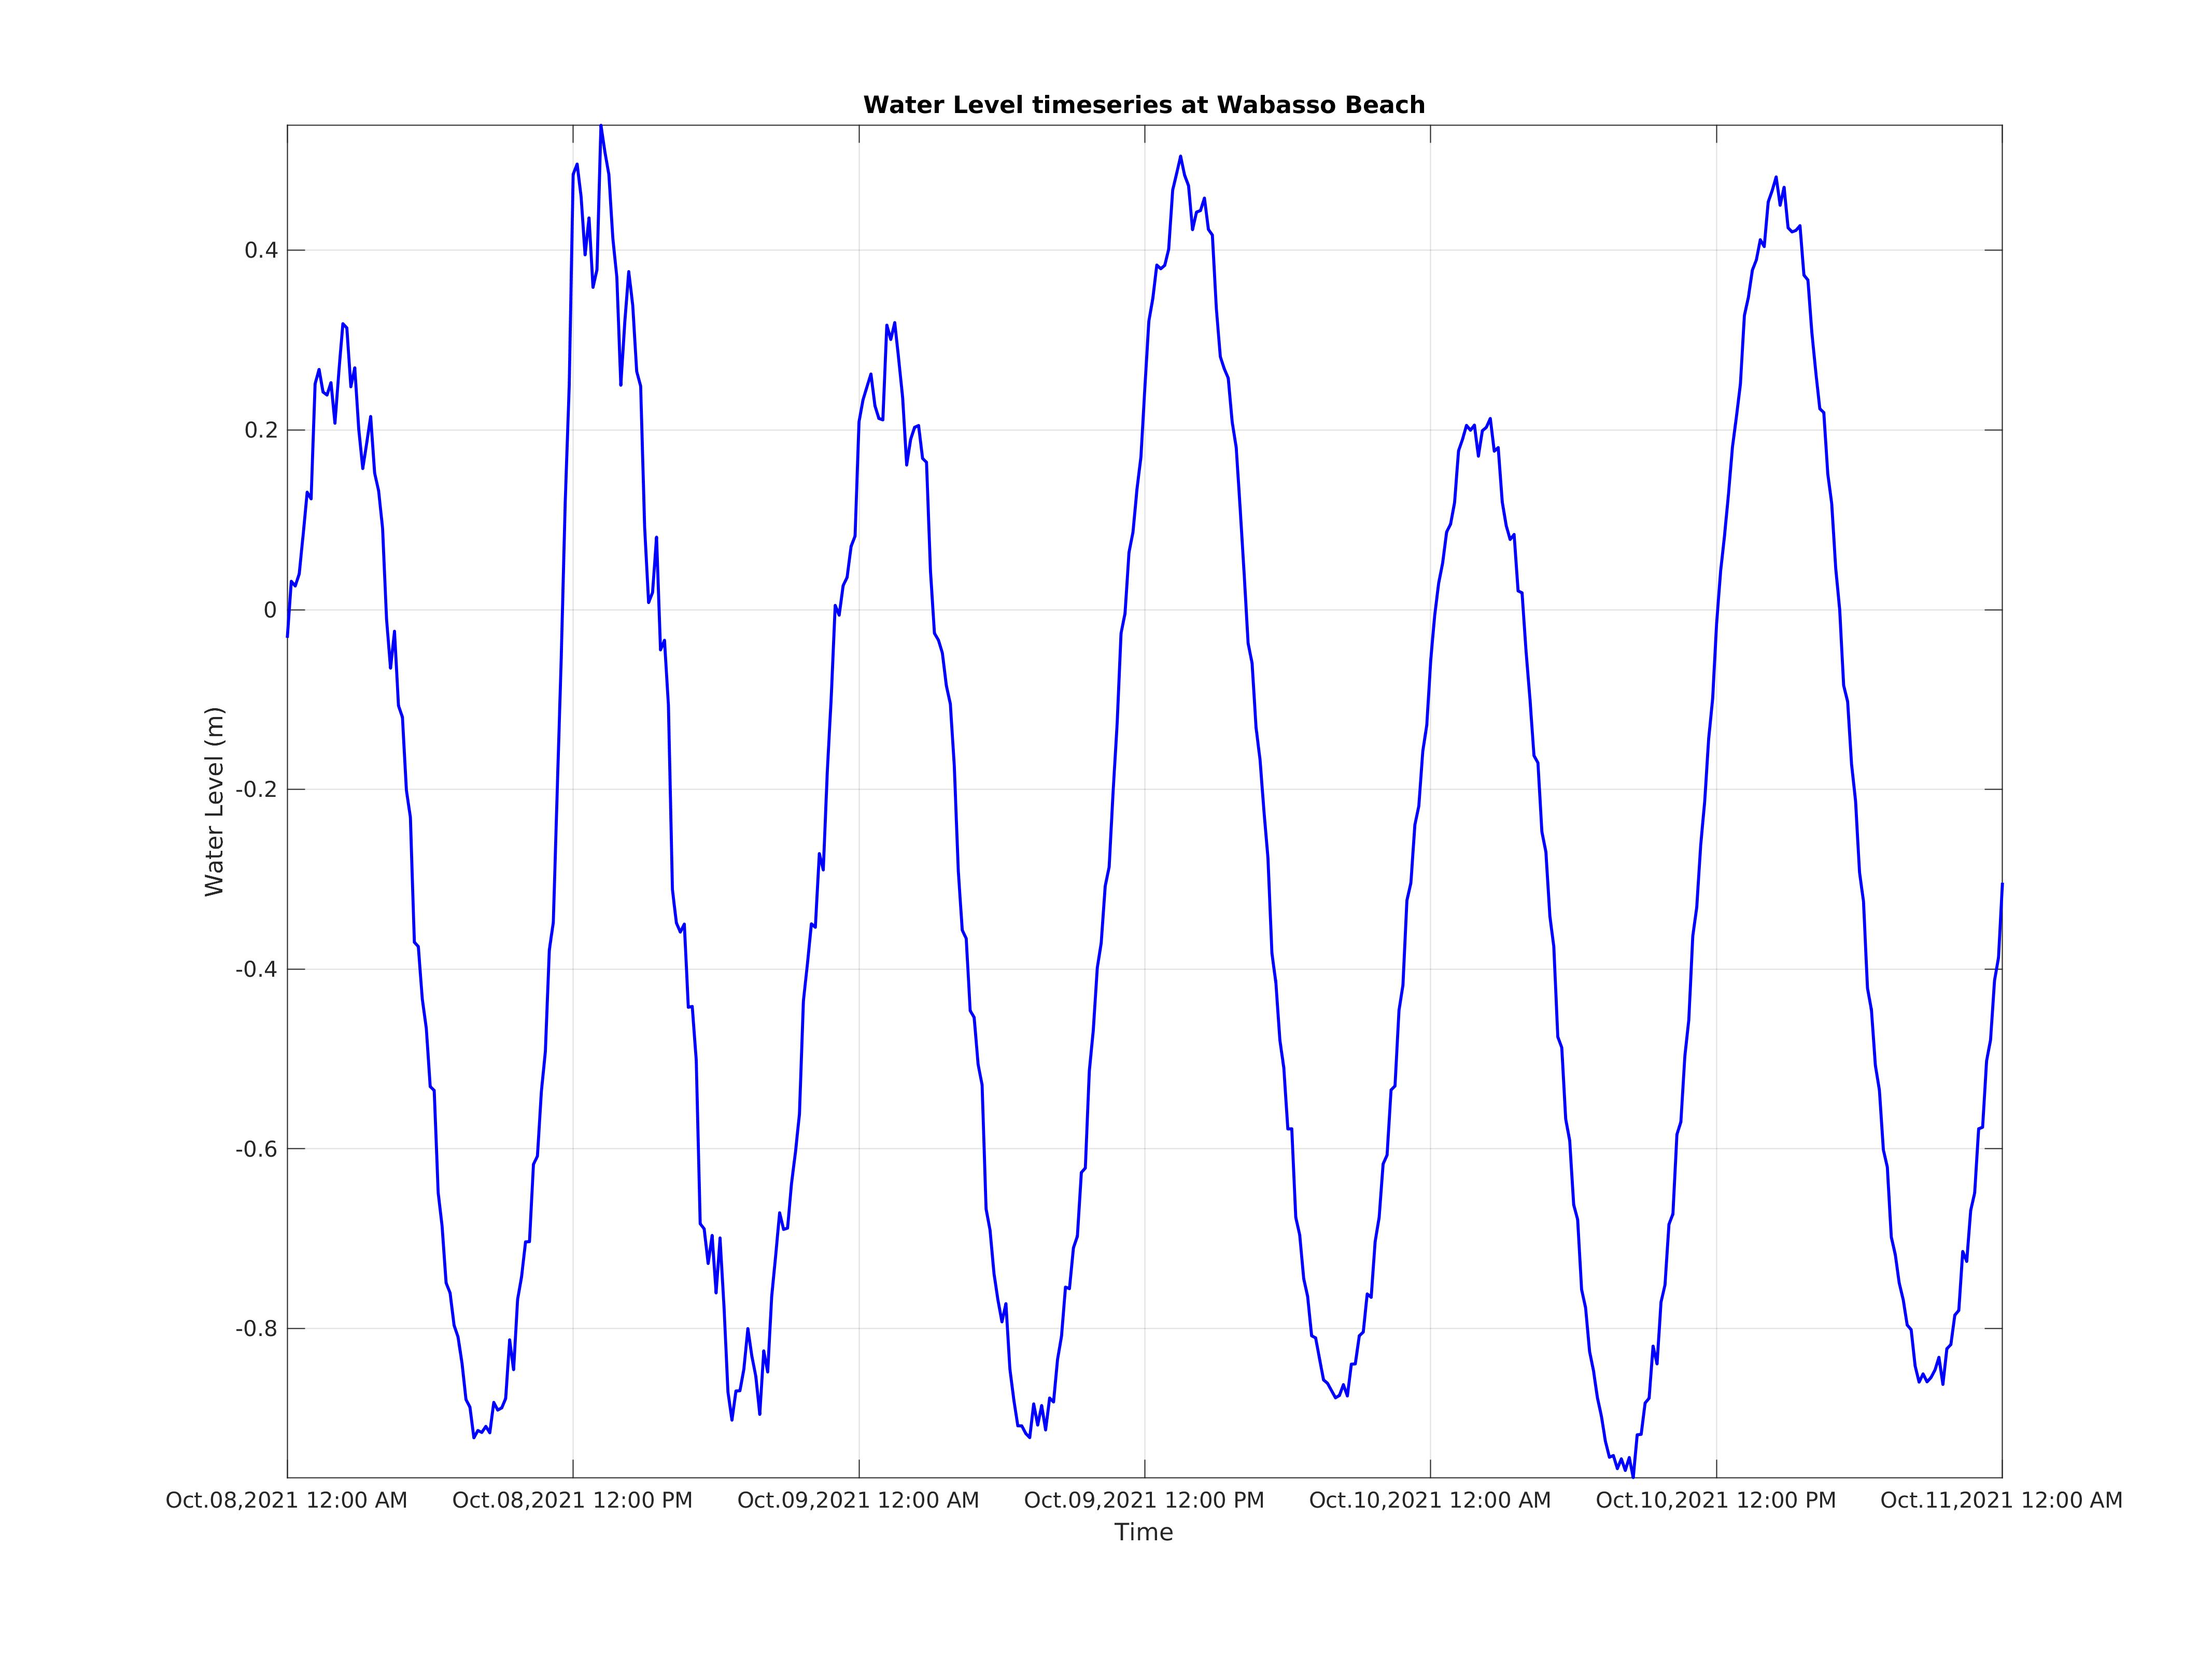 Water Level timeseries at Wabasso Beach
0.4
0.2
0
-0.2
-0.4
-0.6
-0.8
Water Level (m)
Oct.08,2021 12:00 AM Oct.08,2021 12:00 PM Oct.09,2021 12:00 AM Oct.09,2021 12:00 PM Oct.10,2021 12:00 AM Oct.10,2021 12:00 PM Oct.11,2021 12:00 AM
Time